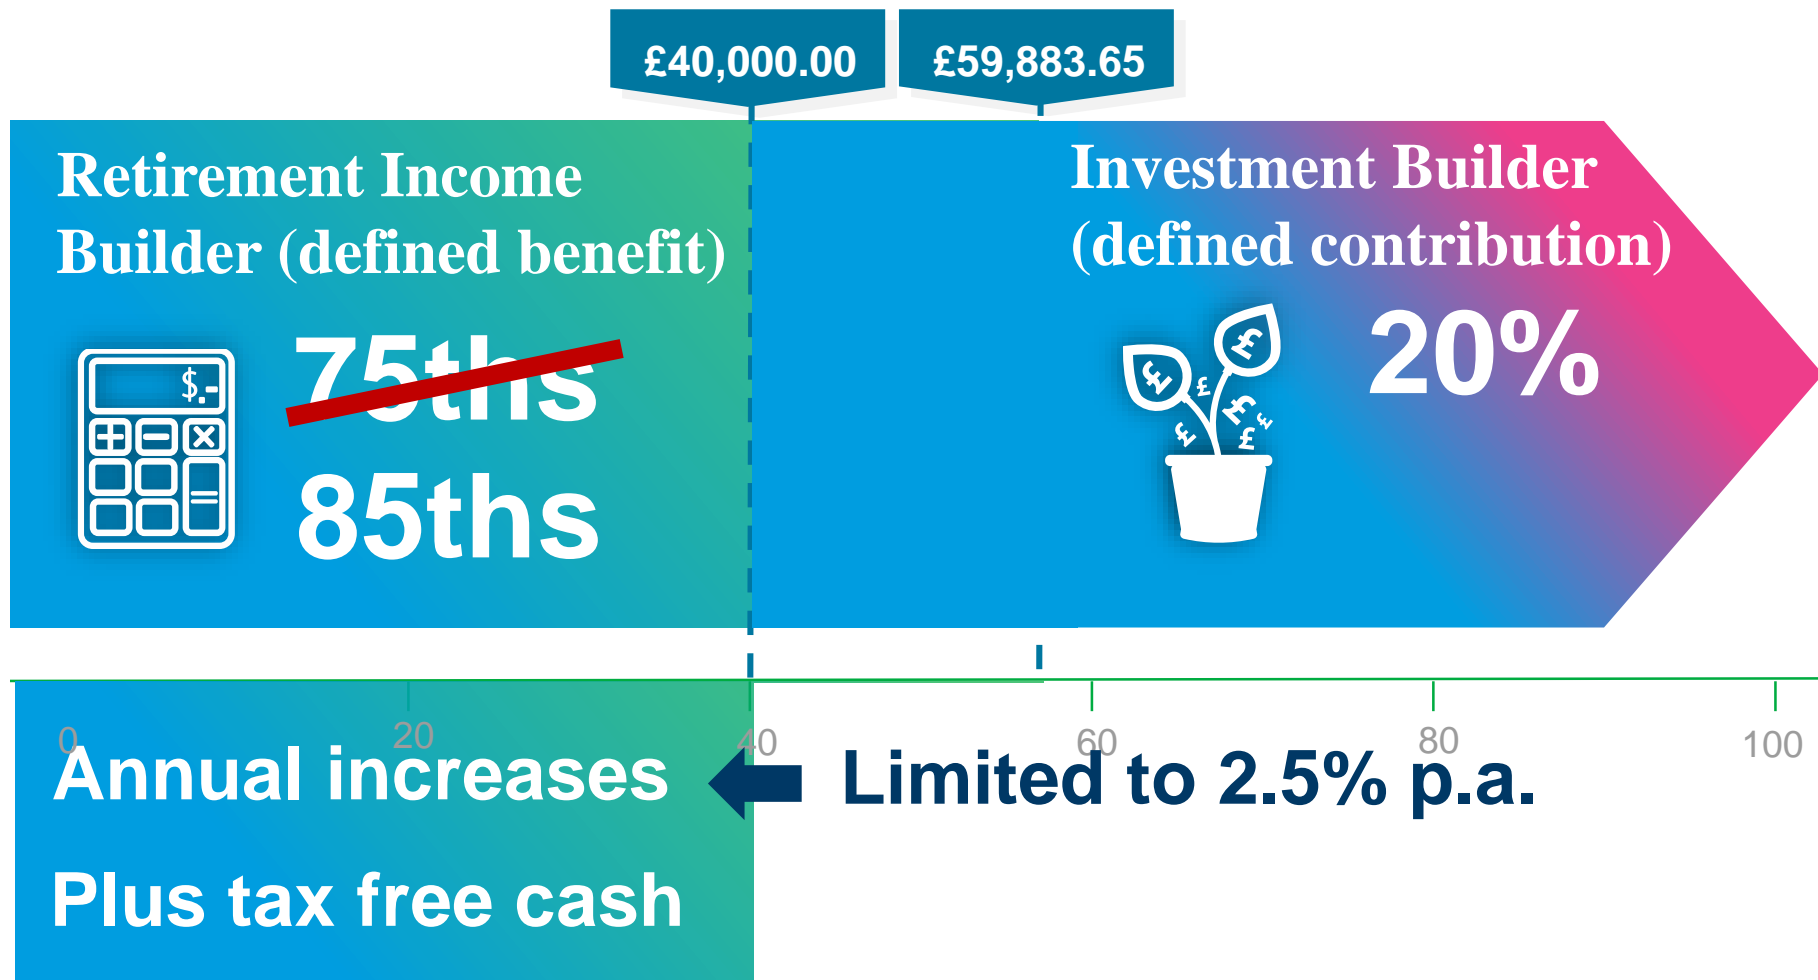 £40,000.00 £59,883.65
Retirement Income
Builder (defined benefit)
Investment Builder
(defined contribution)
$.-
75ths
85ths
£ £ £ £ £ £ £
20%
0 20 40 60 80 100
Annual increases
Limited to 2.5% p.a.
Plus tax free cash